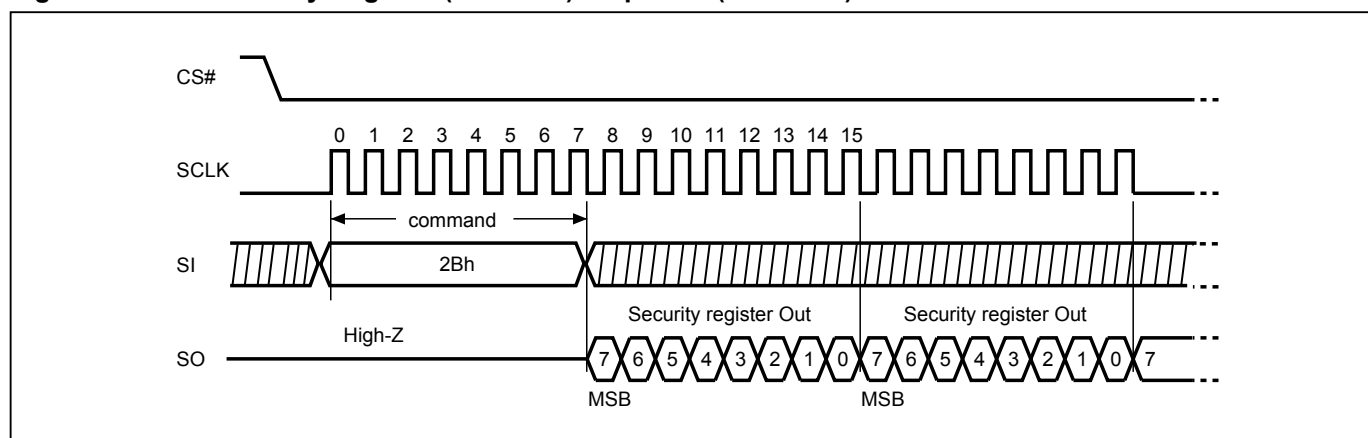 CS#
0 1 2 3 4 5 6 7 8 9 10 11 12 13 14 15
SCLK
command
SI
2Bh
Security register Out Security register Out
High-Z
SO
7 6 5 4 3 2 1 0 7 6 5 4 3 2 1 0 7
MSB MSB